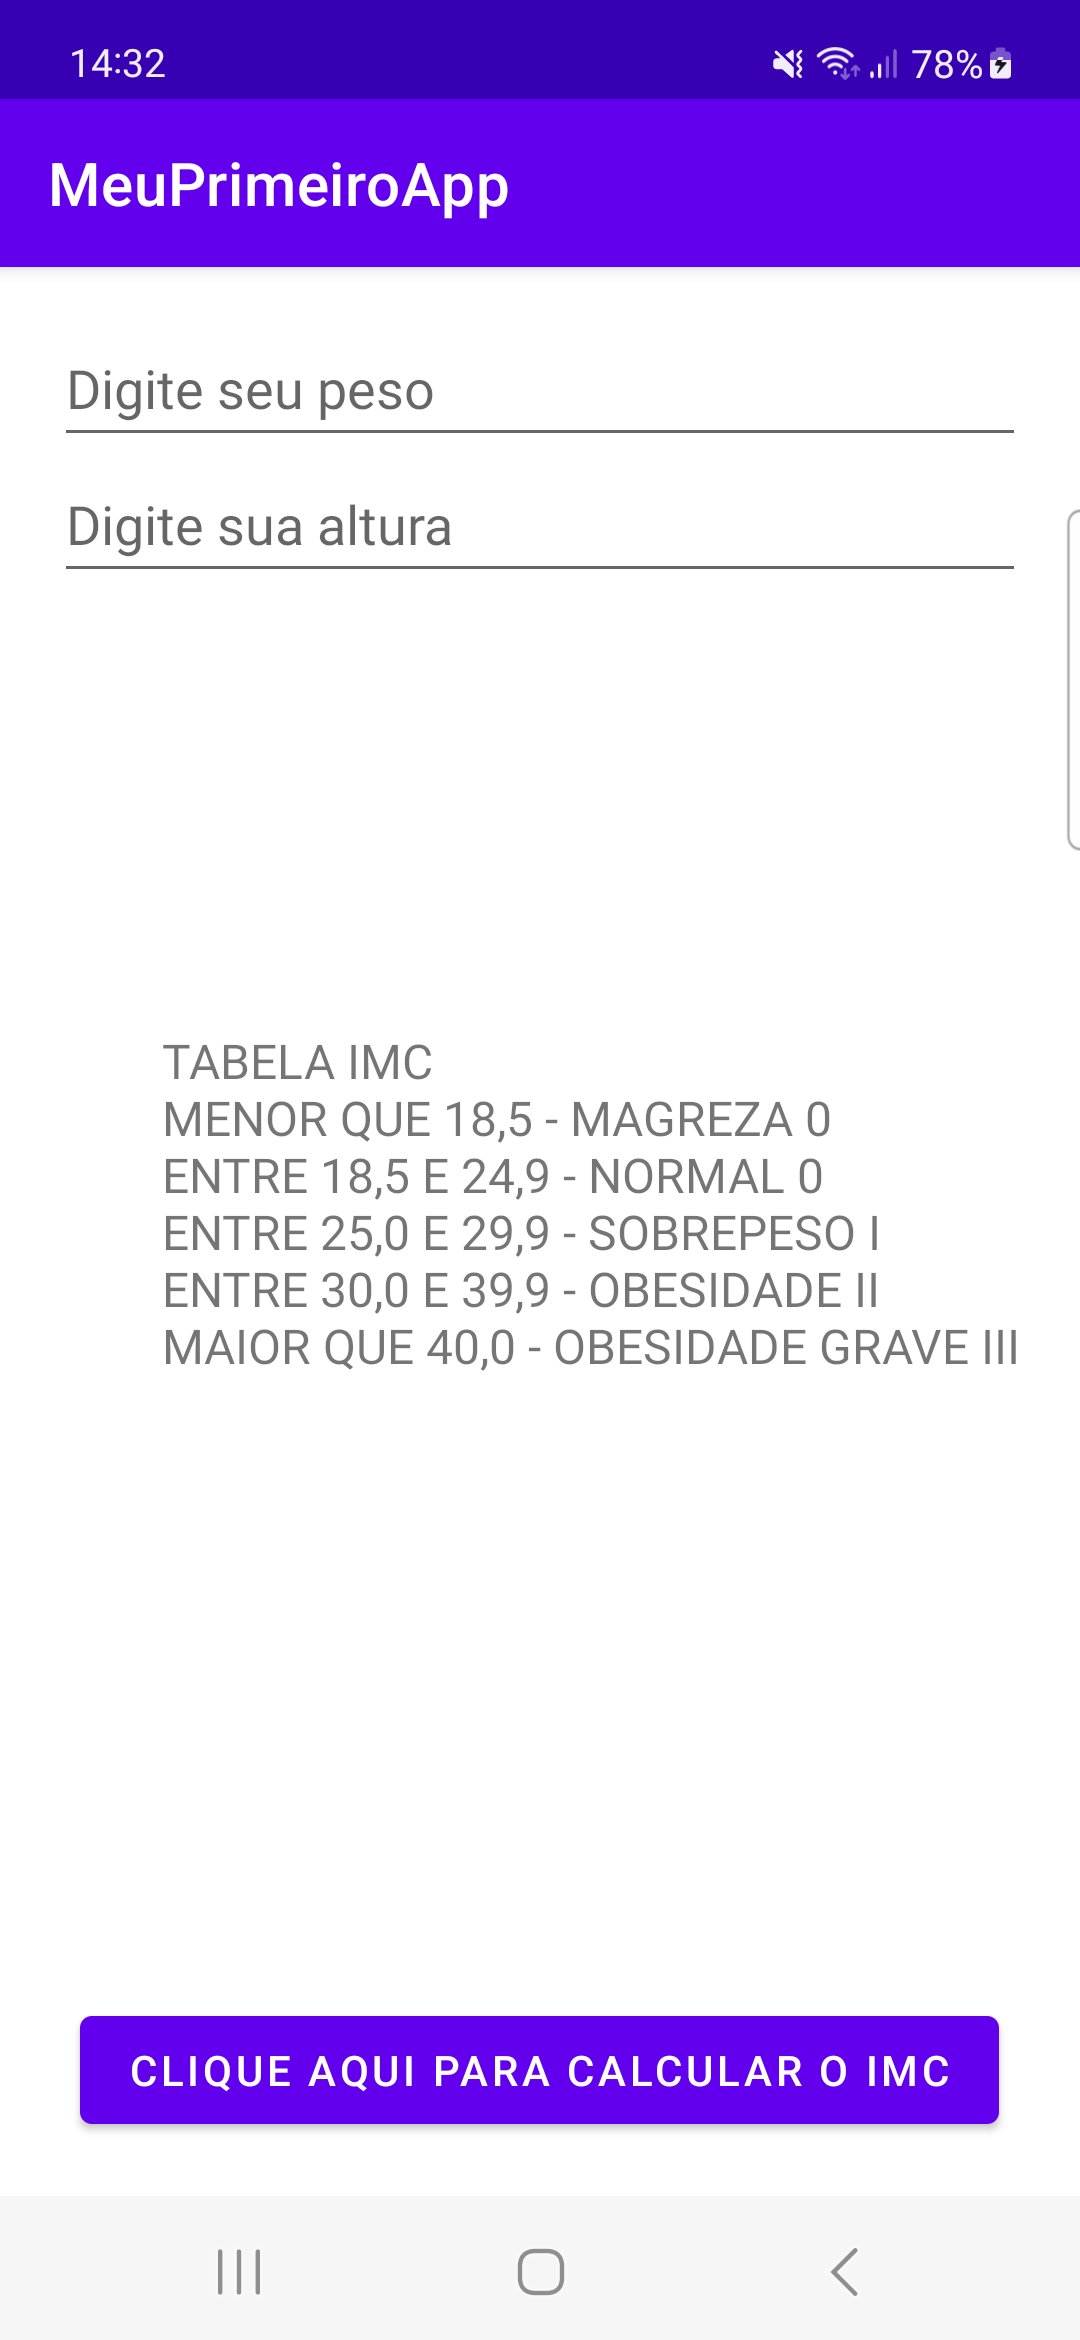 14:32 78%
MeuPrimeiroApp
Digite seu peso
Digite sua altura
TABELA IMC
MENOR QUE 18,5 - MAGREZA 0
ENTRE 18,5 E 24,9 - NORMAL 0
ENTRE 25,0 E 29,9 - SOBREPESO I
ENTRE 30,0 E 39,9 - OBESIDADE II
MAIOR QUE 40,0 - OBESIDADE GRAVE III
CLIQUE AQUI PARA CALCULAR O IMC